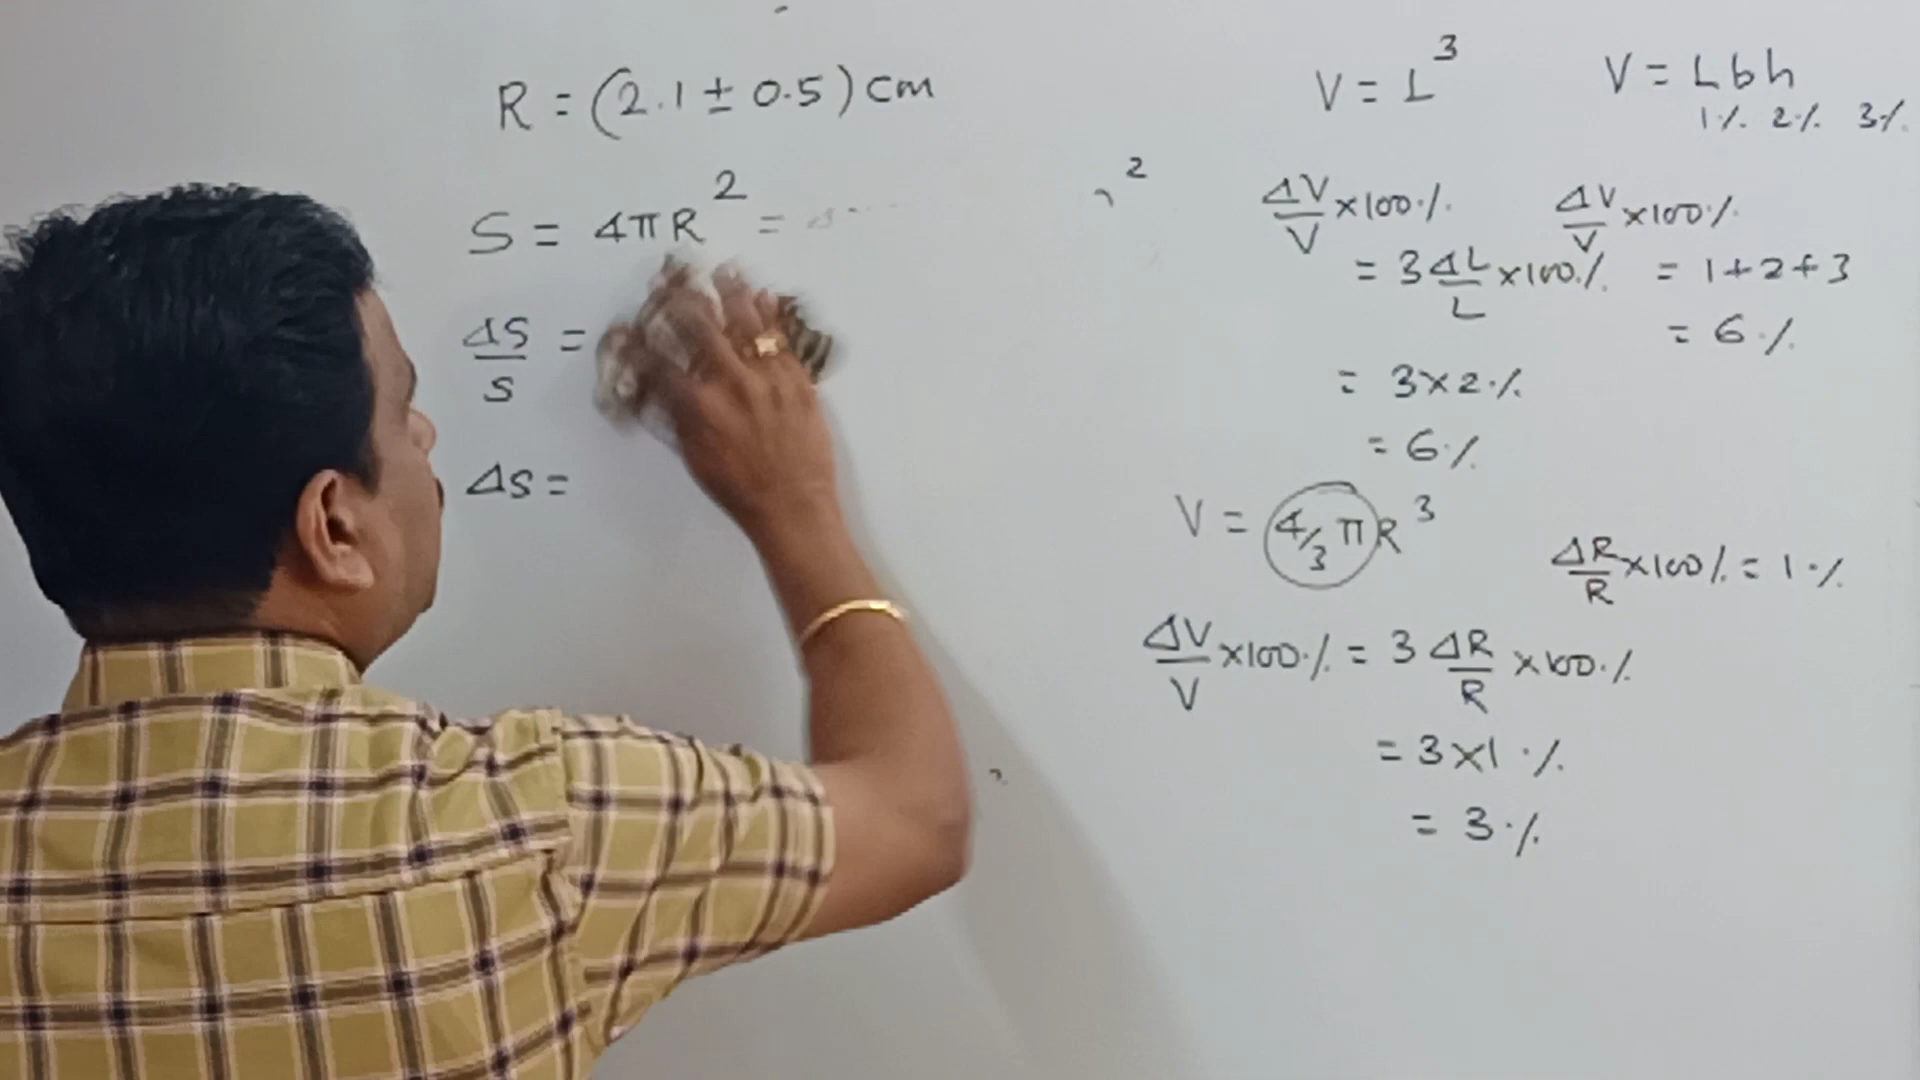 R = (2.1 ± 0.5) cm
S = 4πR² =
ΔS/S =
ΔS =
2
V = L³
ΔV/V ×100%
= 3 ΔL/L ×100%
= 3×2%
= 6%
V = Lbh
1% 2% 3%
ΔV/V ×100%
= 1+2+3
= 6%
V = 4/3 πR³
ΔR/R ×100% = 1%
ΔV/V ×100% = 3 ΔR/R ×100%
= 3×1%
= 3%